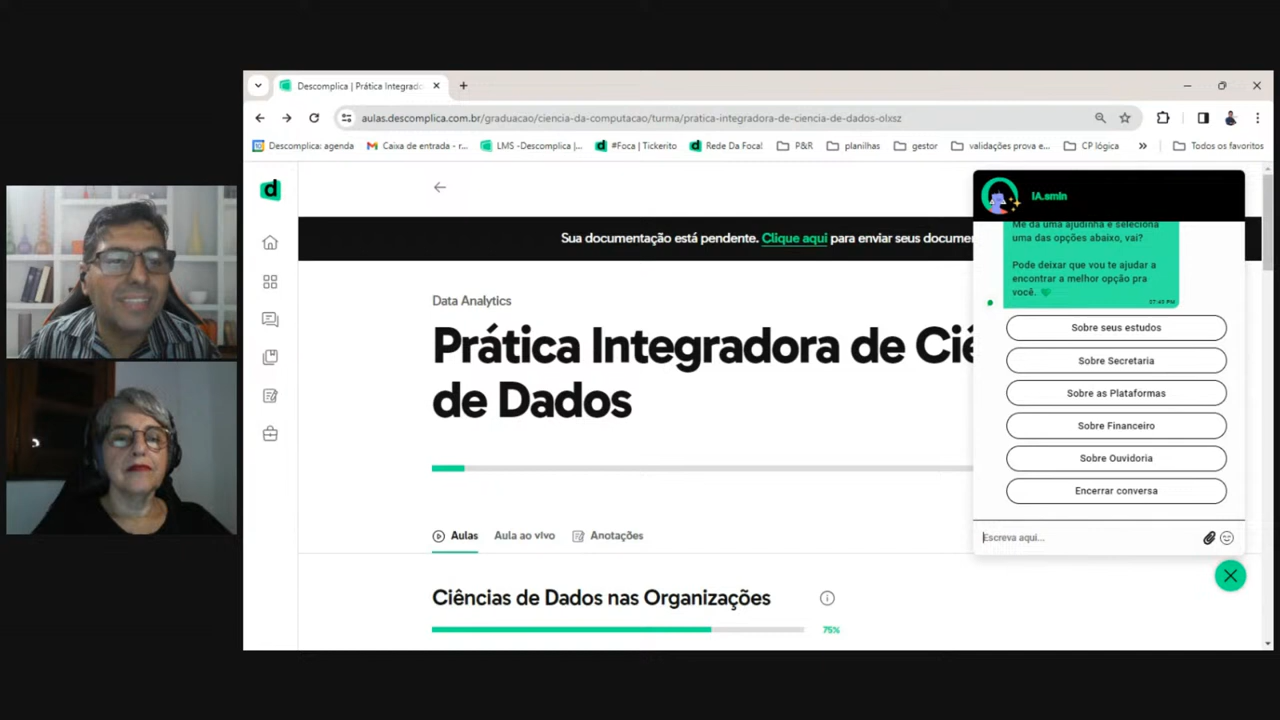 Descomplica | Prática Integrado
aulas.descomplica.com.br/graduacao/ciencia-da-computacao/turma/pratica-integradora-de-ciencia-de-dados-olxsz
Descomplica: agenda
Caixa de entrada - r...
LMS -Descomplica |...
#Foca | Tickerito
Rede Da Foca!
P&R
planilhas
gestor
validações prova e...
CP lógica
»
Todos os favoritos
d
Sua documentação está pendente. Clique aqui para enviar seus docume
Data Analytics
Prática Integradora de Ciê
de Dados
Aulas
Aula ao vivo
Anotações
Ciências de Dados nas Organizações
75%
IA.smin
Me dá uma ajudinha e seleciona
uma das opções abaixo, vai?
Pode deixar que vou te ajudar a
encontrar a melhor opção pra
você.
Sobre seus estudos
Sobre Secretaria
Sobre as Plataformas
Sobre Financeiro
Sobre Ouvidoria
Encerrar conversa
Escreva aqui...